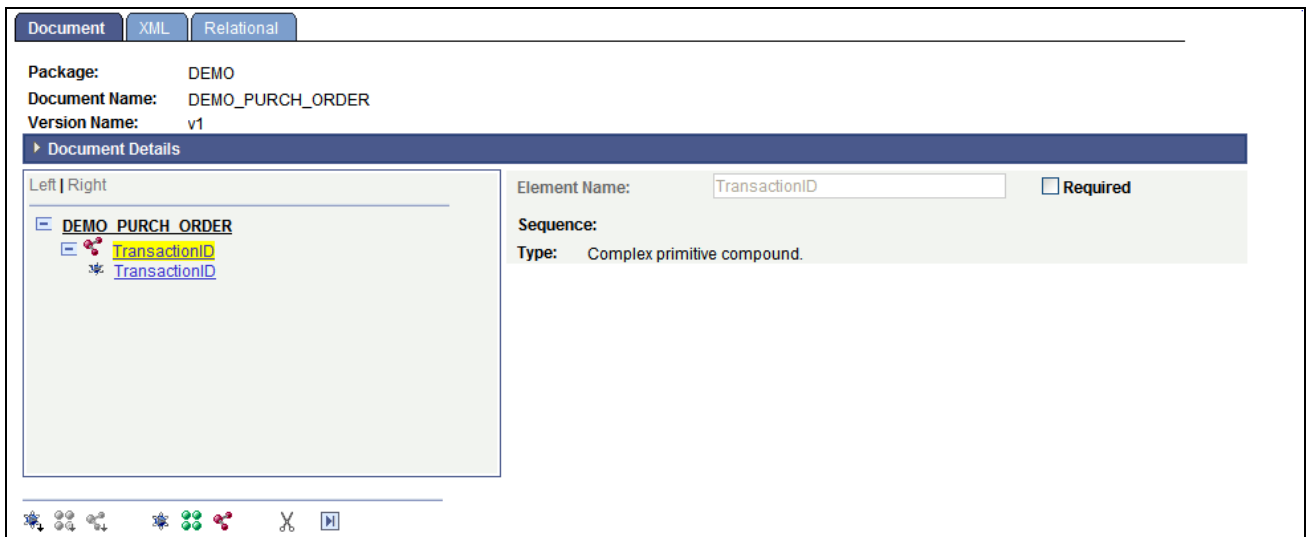 Document XML Relational
Package: DEMO
Document Name: DEMO_PURCH_ORDER
Version Name: v1
Document Details
Left | Right
DEMO_PURCH_ORDER
TransactionID
TransactionID
Element Name: TransactionID Required
Sequence:
Type: Complex primitive compound.